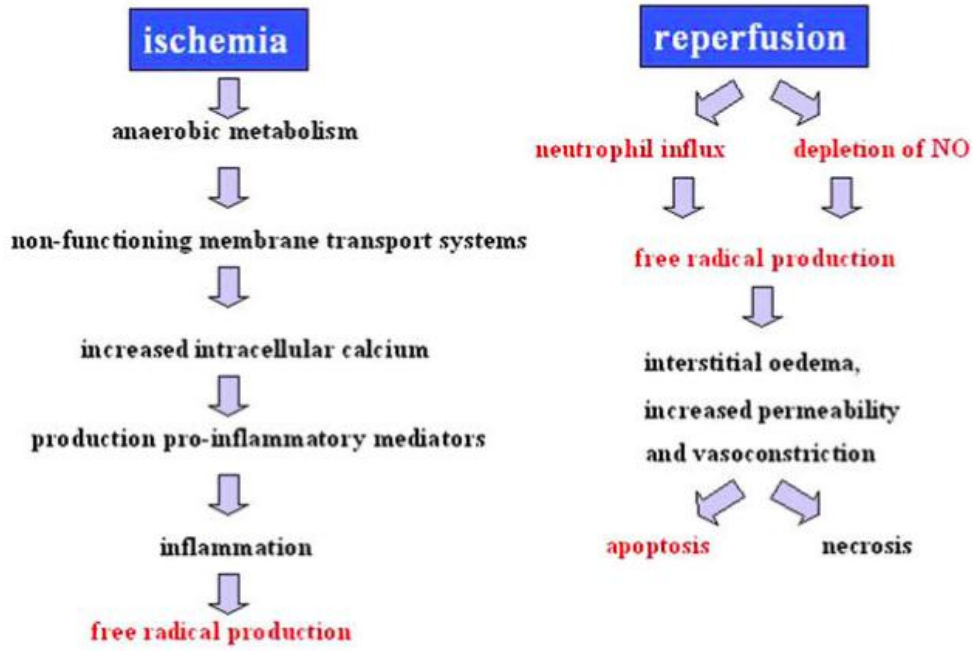 ischemia
anaerobic metabolism
non-functioning membrane transport systems
increased intracellular calcium
production pro-inflammatory mediators
inflammation
free radical production
reperfusion
neutrophil influx
depletion of NO
free radical production
interstitial oedema,
increased permeability
and vasoconstriction
apoptosis
necrosis